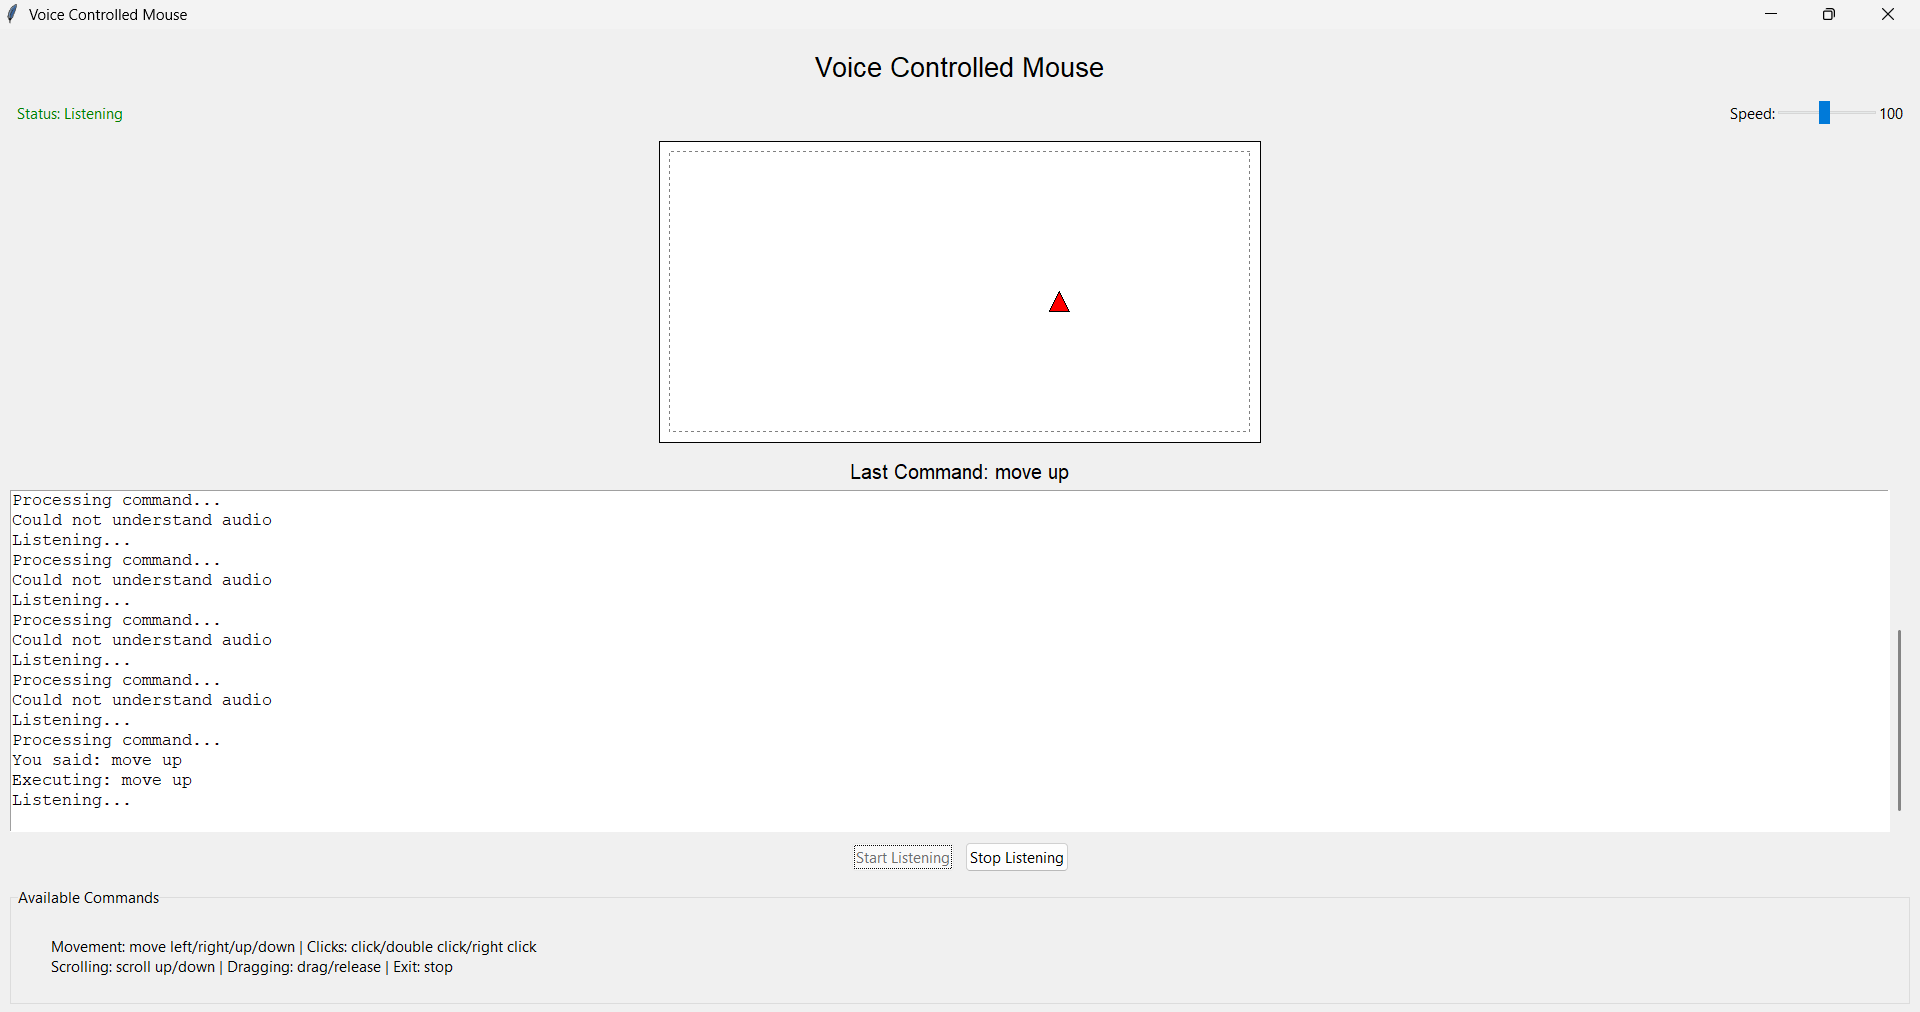 Voice Controlled Mouse
Voice Controlled Mouse
Status: Listening
Speed: 100
Last Command: move up
Processing command...
Could not understand audio
Listening...
Processing command...
Could not understand audio
Listening...
Processing command...
Could not understand audio
Listening...
Processing command...
Could not understand audio
Listening...
Processing command...
You said: move up
Executing: move up
Listening...
Start Listening
Stop Listening
Available Commands
Movement: move left/right/up/down | Clicks: click/double click/right click
Scrolling: scroll up/down | Dragging: drag/release | Exit: stop